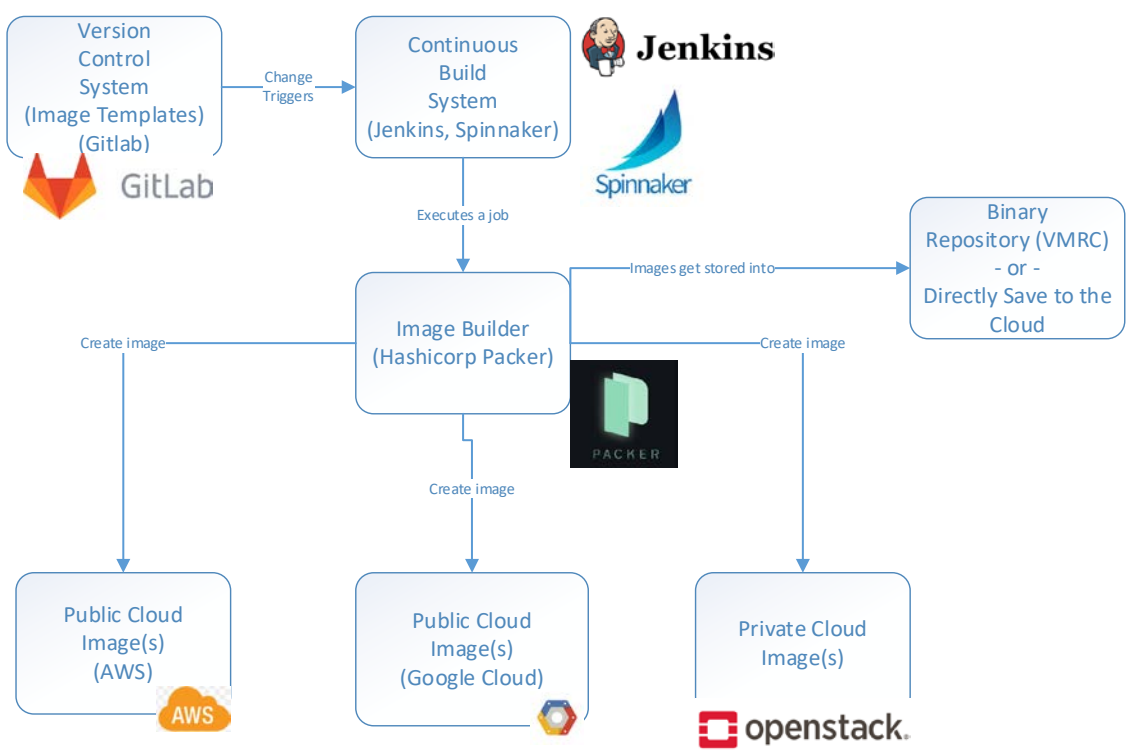 Version
Control
System
(Image Templates)
(Gitlab)
GitLab
Change
Triggers
Continuous
Build
System
(Jenkins, Spinnaker)
Jenkins
Spinnaker
Executes a job
Binary
Repository (VMRC)
- or -
Directly Save to the
Cloud
Images get stored into
Image Builder
(Hashicorp Packer)
PACKER
Create image
Create image
Create image
Public Cloud
Image(s)
(AWS)
AWS
Public Cloud
Image(s)
(Google Cloud)
Private Cloud
Image(s)
openstack.